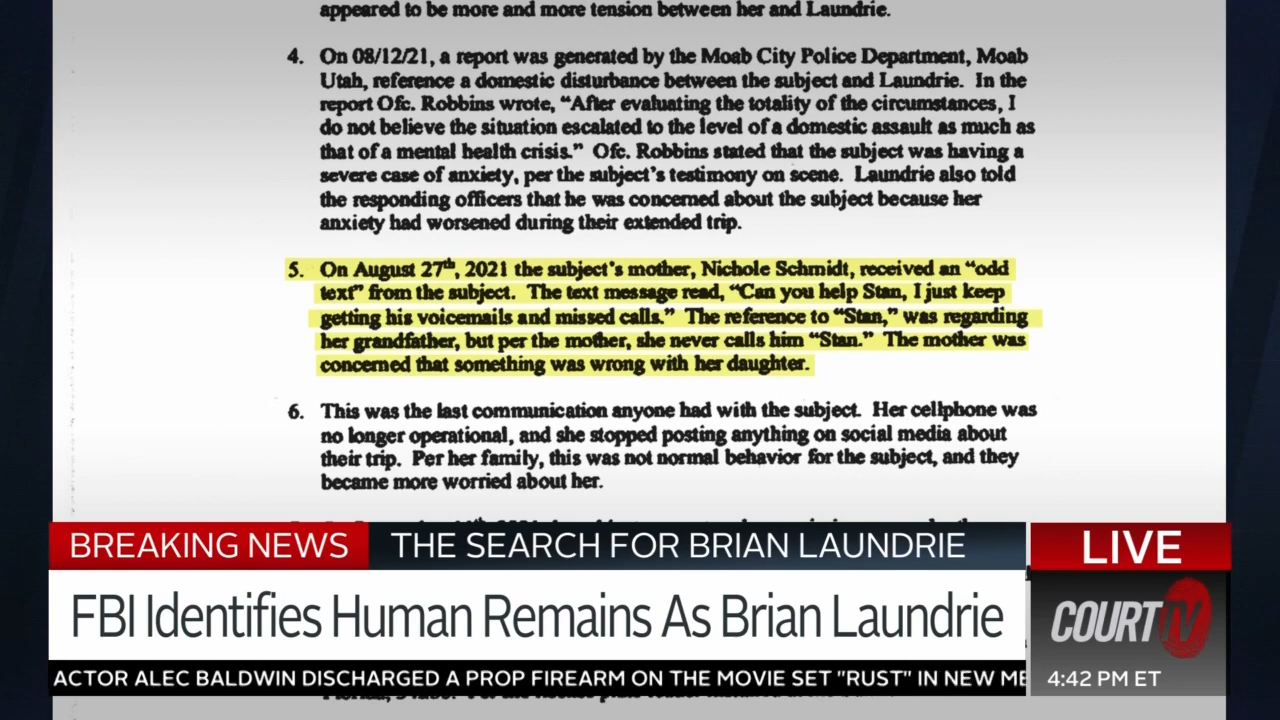 appeared to be more and more tension between her and Laundrie.
4. On 08/12/21, a report was generated by the Moab City Police Department, Moab
Utah, reference a domestic disturbance between the subject and Laundrie. In the
report Ofc. Robbins wrote, “After evaluating the totality of the circumstances, I
do not believe the situation escalated to the level of a domestic assault as much as
that of a mental health crisis.” Ofc. Robbins stated that the subject was having a
severe case of anxiety, per the subject’s testimony on scene. Laundrie also told
the responding officers that he was concerned about the subject because her
anxiety had worsened during their extended trip.
5. On August 27th, 2021 the subject’s mother, Nichole Schmidt, received an “odd
text” from the subject. The text message read, “Can you help Stan, I just keep
getting his voicemails and missed calls.” The reference to “Stan,” was regarding
her grandfather, but per the mother, she never calls him “Stan.” The mother was
concerned that something was wrong with her daughter.
6. This was the last communication anyone had with the subject. Her cellphone was
no longer operational, and she stopped posting anything on social media about
their trip. Per her family, this was not normal behavior for the subject, and they
became more worried about her.
BREAKING NEWS THE SEARCH FOR BRIAN LAUNDRIE
LIVE
FBI Identifies Human Remains As Brian Laundrie
COURT TV
ACTOR ALEC BALDWIN DISCHARGED A PROP FIREARM ON THE MOVIE SET "RUST" IN NEW ME
4:42 PM ET